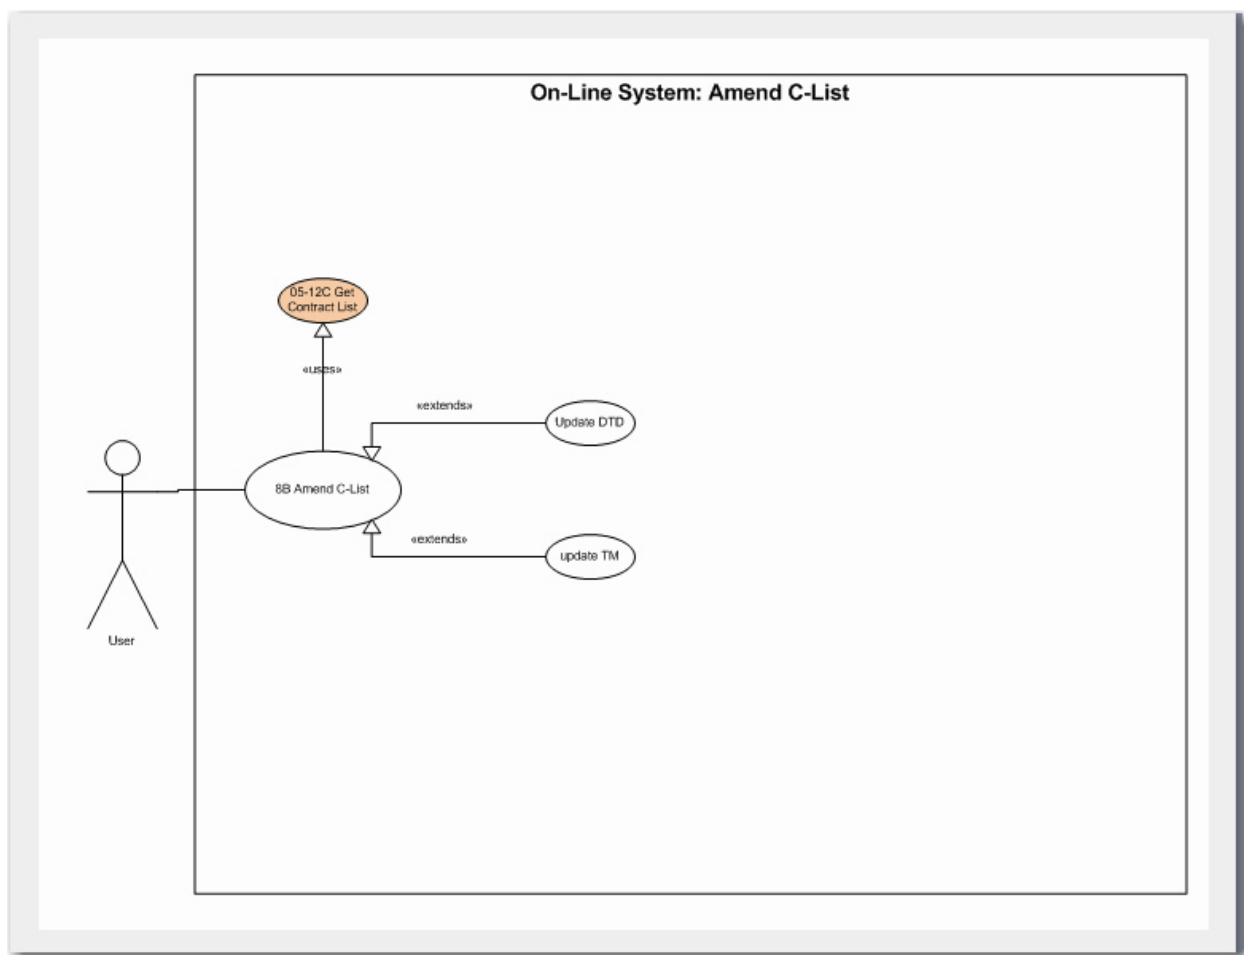 On-Line System: Amend C-List
05-12C Get
Contract List
«uses»
«extends»
Update DTD
8B Amend C-List
«extends»
update TM
User